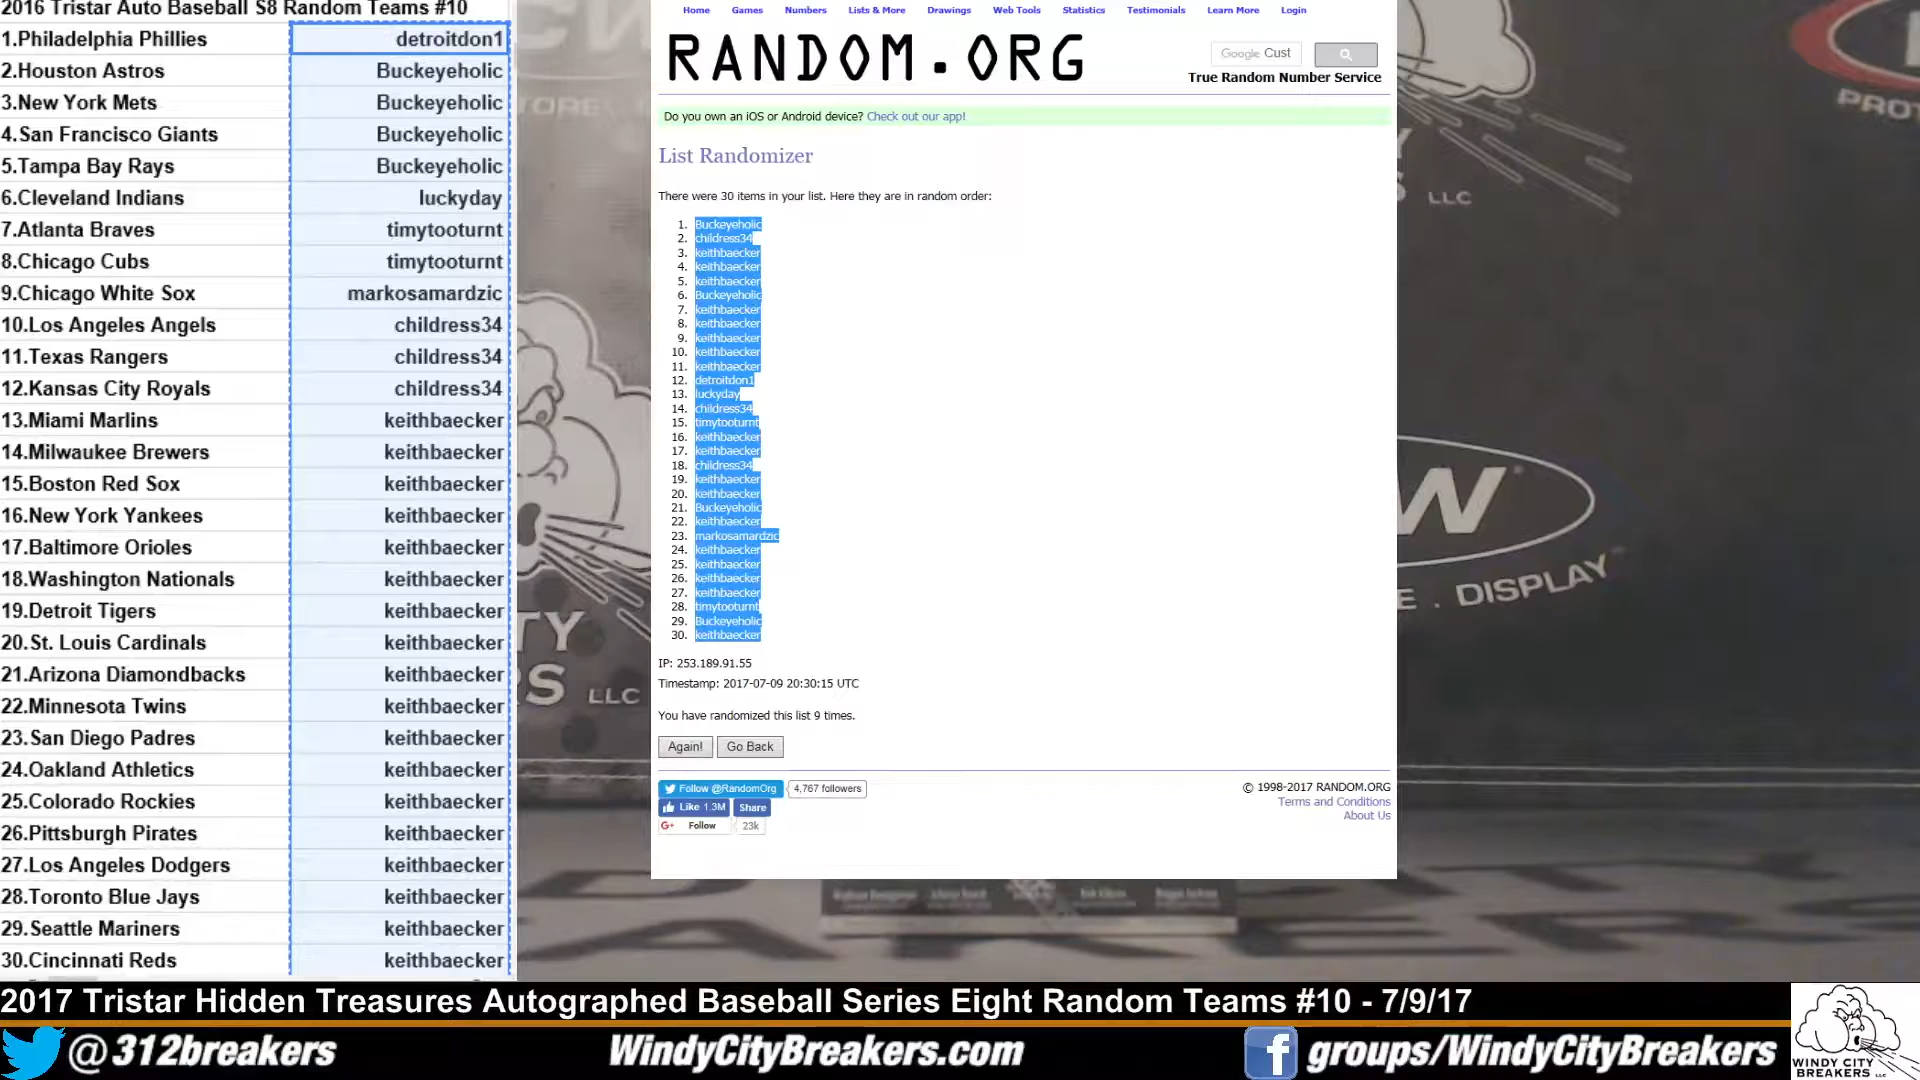 2016 Tristar Auto Baseball S8 Random Teams #10
1.Philadelphia Phillies detroitdon1
2.Houston Astros Buckeyeholic
3.New York Mets Buckeyeholic
4.San Francisco Giants Buckeyeholic
5.Tampa Bay Rays Buckeyeholic
6.Cleveland Indians luckyday
7.Atlanta Braves timytooturnt
8.Chicago Cubs timytooturnt
9.Chicago White Sox markosamardzic
10.Los Angeles Angels childress34
11.Texas Rangers childress34
12.Kansas City Royals childress34
13.Miami Marlins keithbaecker
14.Milwaukee Brewers keithbaecker
15.Boston Red Sox keithbaecker
16.New York Yankees keithbaecker
17.Baltimore Orioles keithbaecker
18.Washington Nationals keithbaecker
19.Detroit Tigers keithbaecker
20.St. Louis Cardinals keithbaecker
21.Arizona Diamondbacks keithbaecker
22.Minnesota Twins keithbaecker
23.San Diego Padres keithbaecker
24.Oakland Athletics keithbaecker
25.Colorado Rockies keithbaecker
26.Pittsburgh Pirates keithbaecker
27.Los Angeles Dodgers keithbaecker
28.Toronto Blue Jays keithbaecker
29.Seattle Mariners keithbaecker
30.Cincinnati Reds keithbaecker
Home Games Numbers Lists & More Drawings Web Tools Statistics Testimonials Learn More Login
RANDOM.ORG
Google Cust
True Random Number Service
Do you own an iOS or Android device? Check out our app!
List Randomizer
There were 30 items in your list. Here they are in random order:
1. Buckeyeholic
2. childress34
3. keithbaecker
4. keithbaecker
5. keithbaecker
6. Buckeyeholic
7. keithbaecker
8. keithbaecker
9. keithbaecker
10. keithbaecker
11. keithbaecker
12. detroitdon1
13. luckyday
14. childress34
15. timytooturnt
16. keithbaecker
17. keithbaecker
18. childress34
19. keithbaecker
20. keithbaecker
21. Buckeyeholic
22. keithbaecker
23. markosamardzic
24. keithbaecker
25. keithbaecker
26. keithbaecker
27. keithbaecker
28. timytooturnt
29. Buckeyeholic
30. keithbaecker
IP: 253.189.91.55
Timestamp: 2017-07-09 20:30:15 UTC
You have randomized this list 9 times.
Again! Go Back
Follow @RandomOrg 4,767 followers
Like 1.3M Share
G+ Follow 23k
© 1998-2017 RANDOM.ORG
Terms and Conditions
About Us
LLC
LLC
DISPLAY
2017 Tristar Hidden Treasures Autographed Baseball Series Eight Random Teams #10 - 7/9/17
@312breakers WindyCityBreakers.com groups/WindyCityBreakers
WINDY CITY
BREAKERS LLC